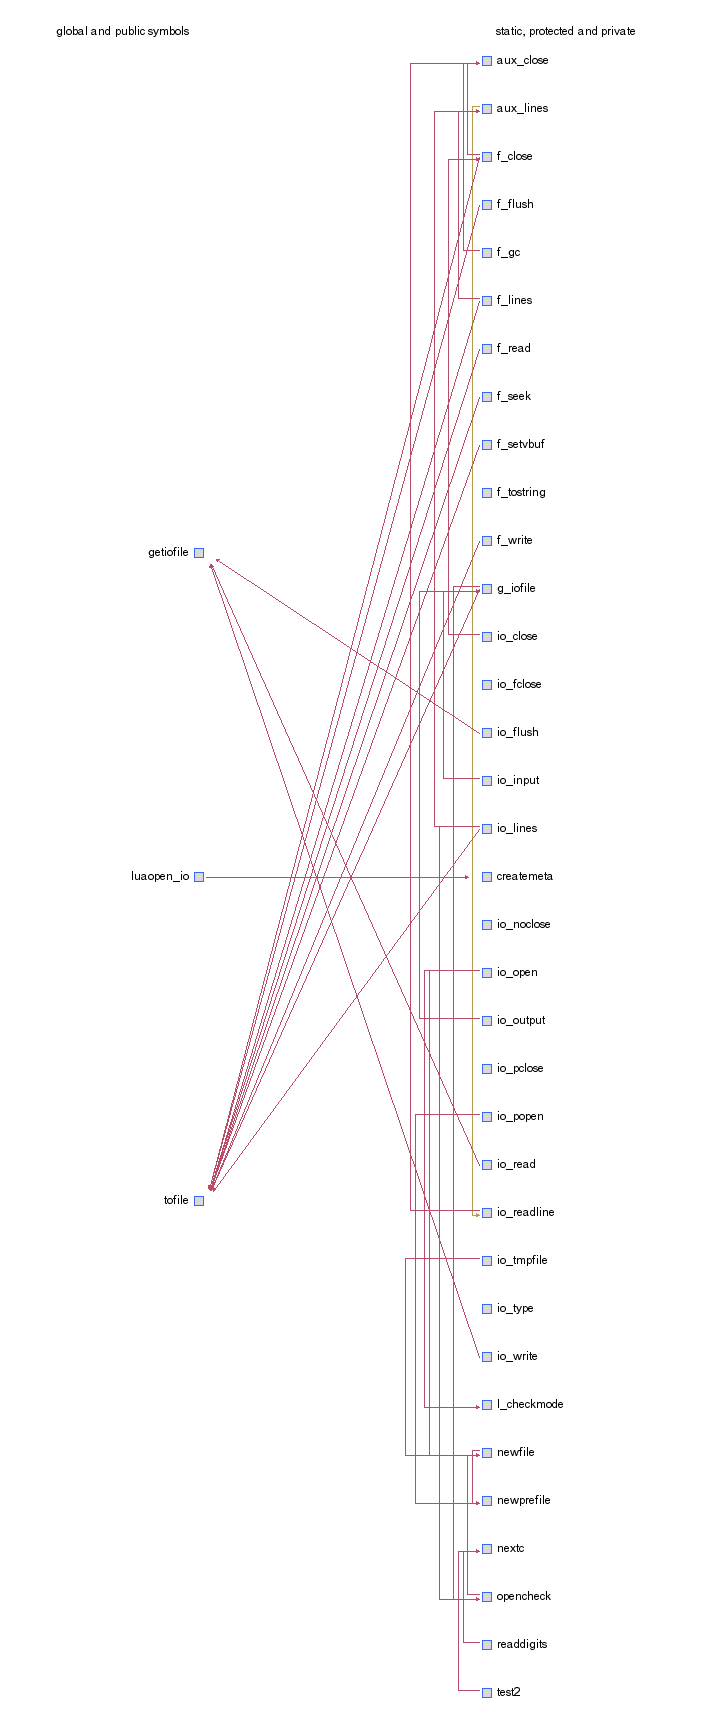 global and public symbols
static, protected and private
aux_close
aux_lines
f_close
f_flush
f_gc
f_lines
f_read
f_seek
f_setvbuf
f_tostring
f_write
getiofile
g_iofile
io_close
io_fclose
io_flush
io_input
io_lines
luaopen_io
createmeta
io_noclose
io_open
io_output
io_pclose
io_popen
io_read
tofile
io_readline
io_tmpfile
io_type
io_write
l_checkmode
newfile
newprefile
nextc
opencheck
readdigits
test2